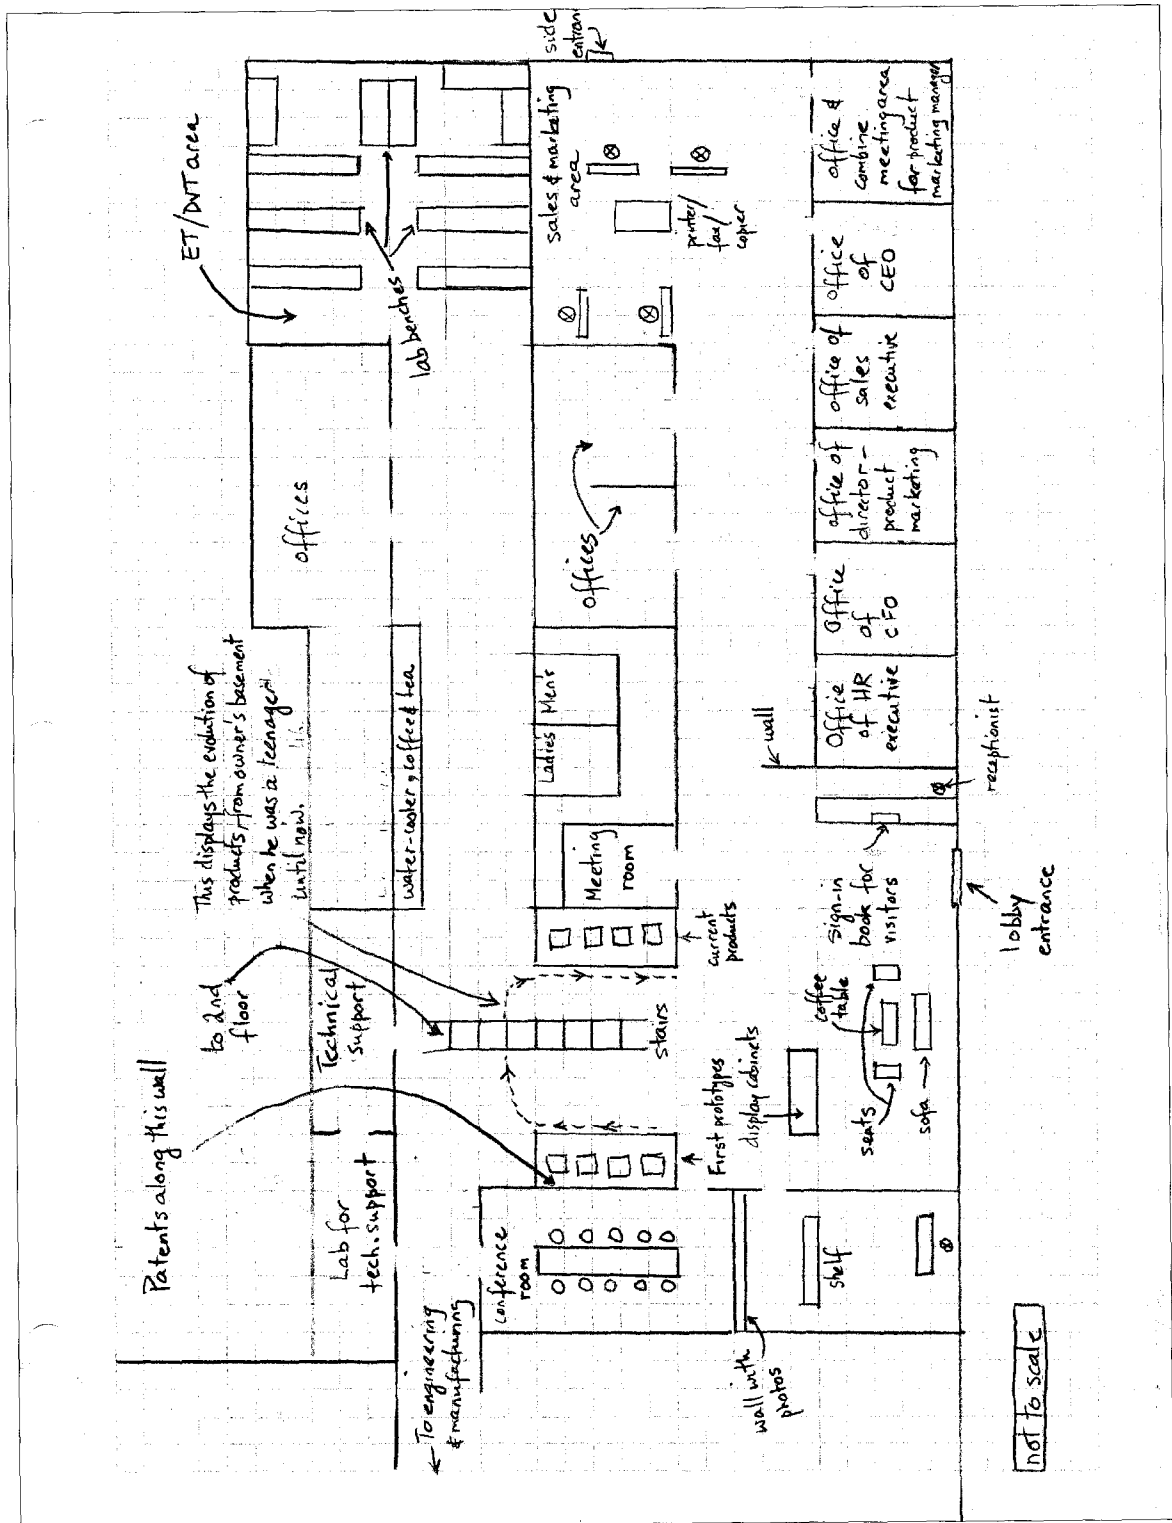 Patents along this wall
to 2nd
floor
This displays the evolution of
products, from owner's basement
when he was a teenager
until now.
ET/DVT area
Offices
Lab for
tech. support
Technical
support
water-cooler, coffee & tea
lab benches
← To engineering
& manufacturing
conference
room
stairs
Meeting
room
Ladies'
Men's
offices
sales & marketing
area
side
entran
printer/
fax/
copier
First prototypes
display cabinets
current
products
wall with
photos
shelf
seats
sofa
coffee
table
sign-in
book for
visitors
wall
Office
of HR
executive
Office
of
CFO
office of
director-
product
marketing
office of
sales
executive
office
of
CEO
office &
combine
meeting area
for product
marketing manager
receptionist
lobby
entrance
not to scale